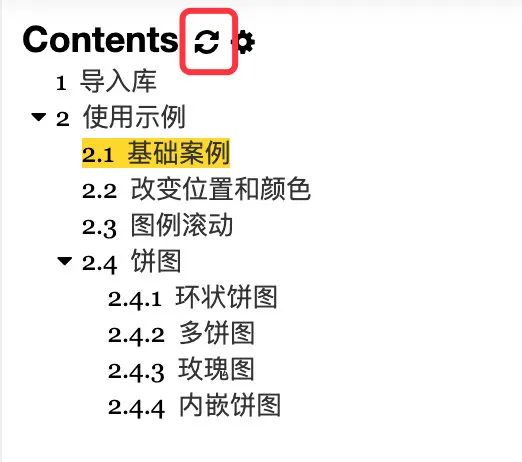 Contents
1 导入库
2 使用示例
2.1 基础案例
2.2 改变位置和颜色
2.3 图例滚动
2.4 饼图
2.4.1 环状饼图
2.4.2 多饼图
2.4.3 玫瑰图
2.4.4 内嵌饼图